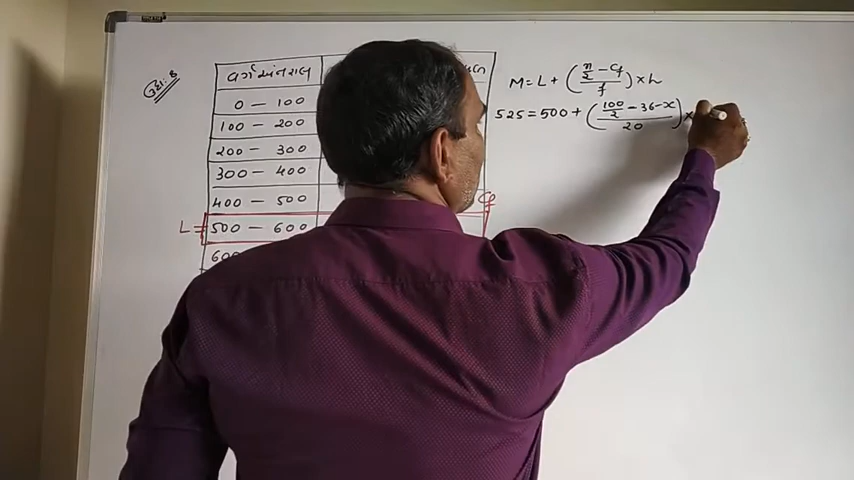 ઉદા: 8
વર્ગ અંતરાલ
0 — 100
100 — 200
200 — 300
300 — 400
400 — 500
L = 500 — 600
cf
M = L + ( (n/2 - cf) / f ) × h
525 = 500 + ( (100/2 - 36 - x) / 20 ) ×